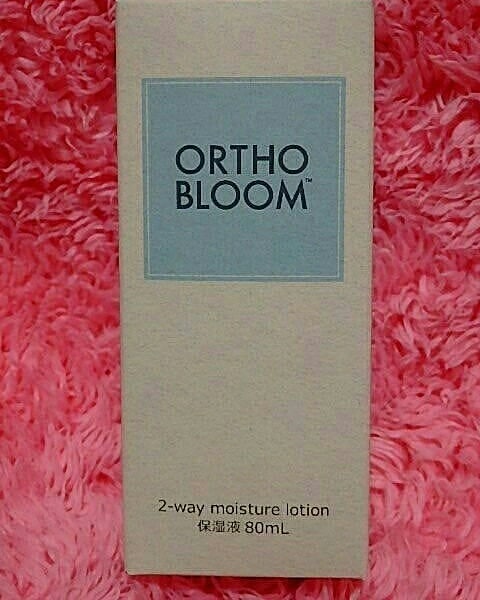 ORTHO
BLOOM™
2-way moisture lotion
保湿液 80mL